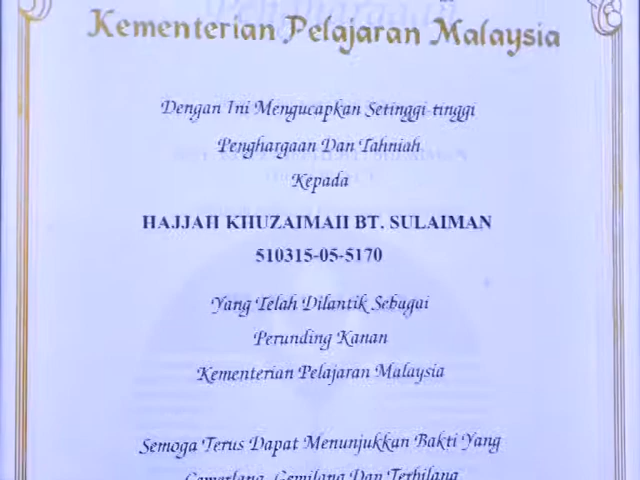 Kementerian Pelajaran Malaysia
Dengan Ini Mengucapkan Setinggi-tinggi
Penghargaan Dan Tahniah
Kepada
HAJJAH KHUZAIMAH BT. SULAIMAN
510315-05-5170
Yang Telah Dilantik Sebagai
Perunding Kanan
Kementerian Pelajaran Malaysia
Semoga Terus Dapat Menunjukkan Bakti Yang
Cemerlang, Gemilang Dan Terbilang